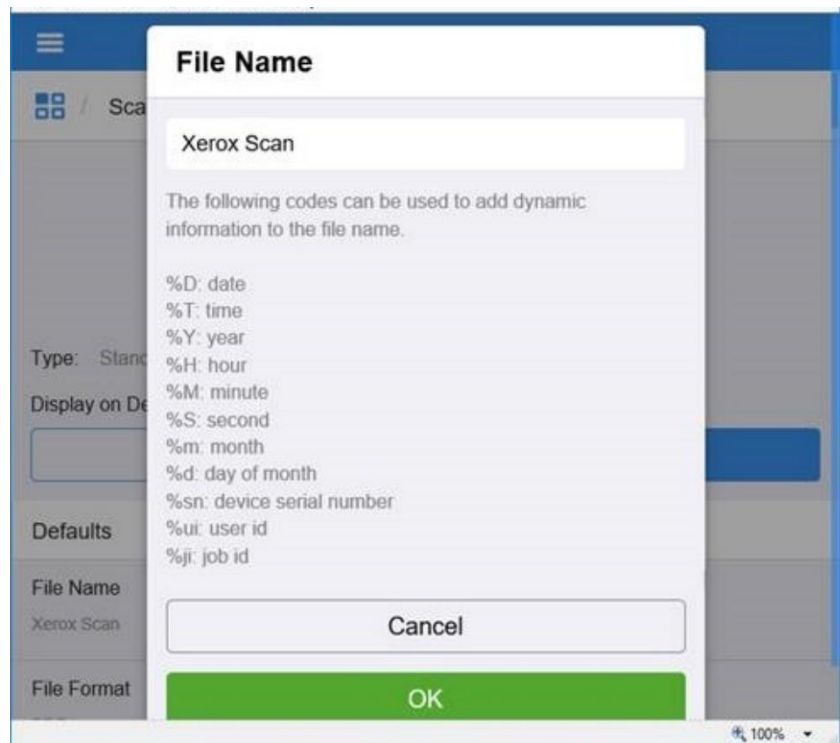 File Name
/ Sca
Xerox Scan
The following codes can be used to add dynamic
information to the file name.
%D: date
%T: time
%Y: year
%H: hour
%M: minute
%S: second
%m: month
%d: day of month
%sn: device serial number
%ui: user id
%ji: job id
Type: Stand
Display on De
Defaults
File Name
Xerox Scan
Cancel
File Format
OK
100%